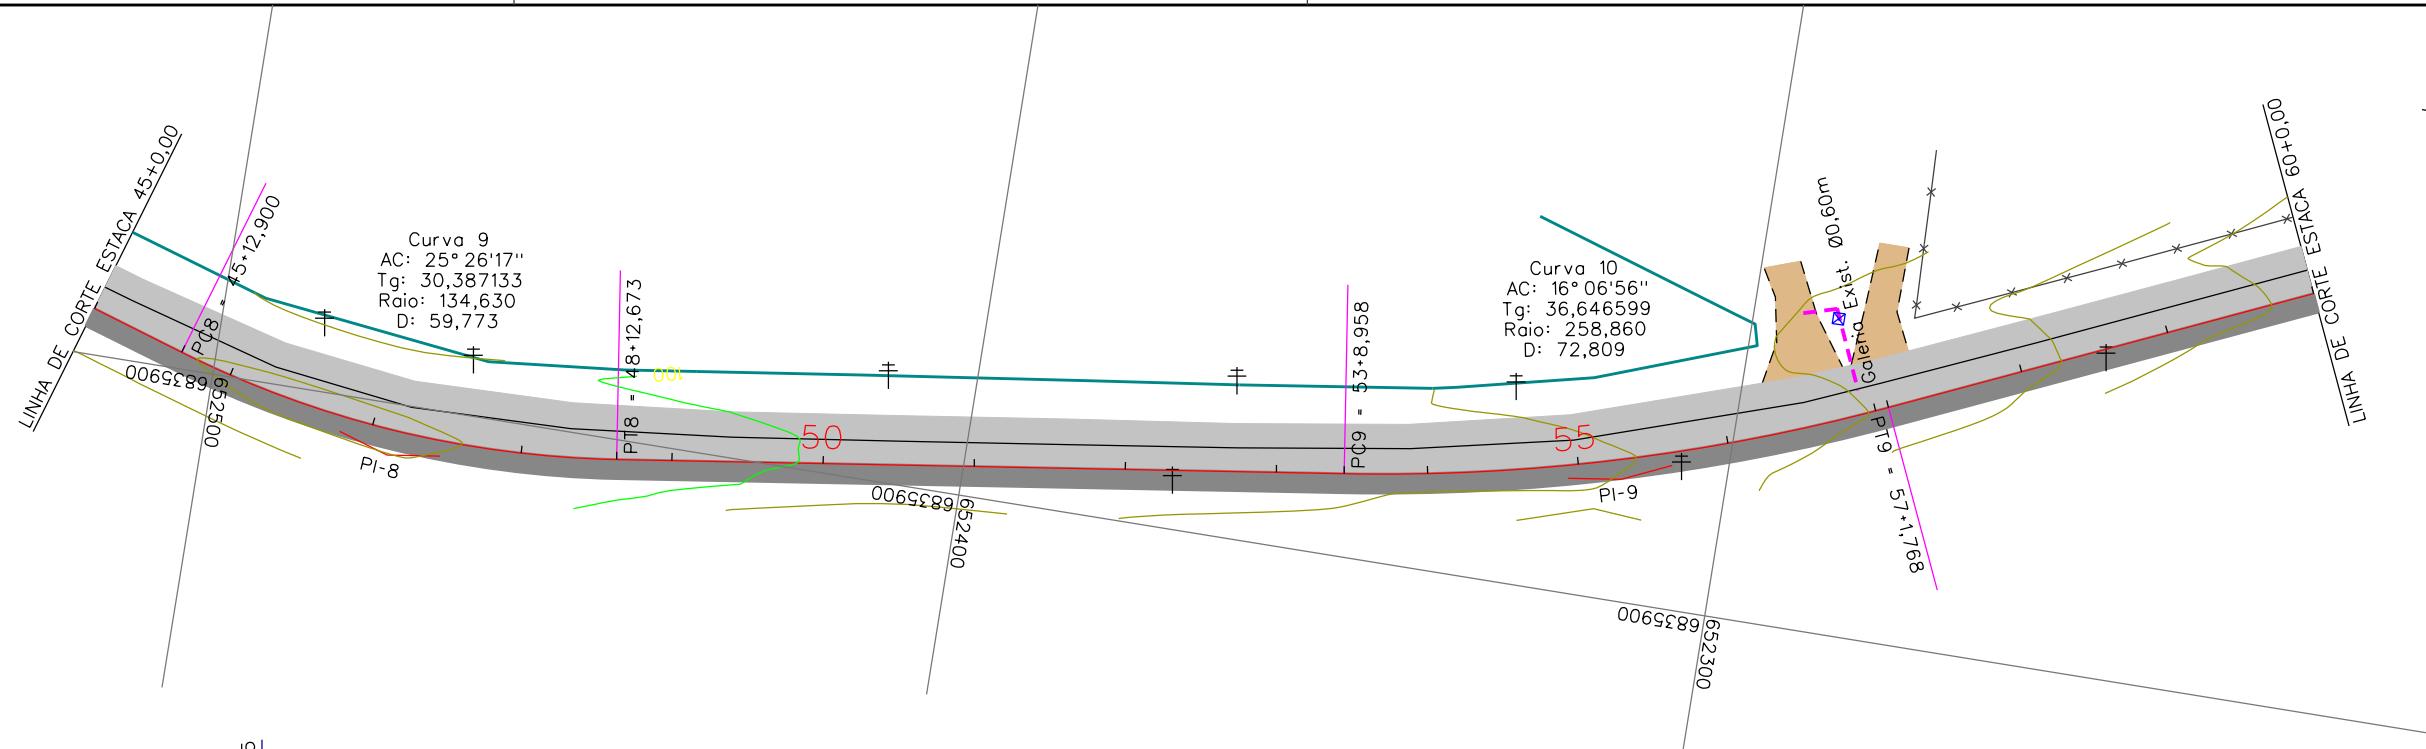 LINHA DE CORTE ESTACA 45+0,00
PC8 = 45+12,900
6835900
652500
Curva 9
AC: 25°26'17"
Tg: 30,387133
Raio: 134,630
D: 59,773
PI-8
PT8 = 48+12,673
100
50
6835900
652400
PC9 = 53+8,958
Curva 10
AC: 16°06'56"
Tg: 36,646599
Raio: 258,860
D: 72,809
55
PI-9
6835900
652300
Galeria Exist. Ø0,60m
PT9 = 57+1,768
LINHA DE CORTE ESTACA 60+0,00